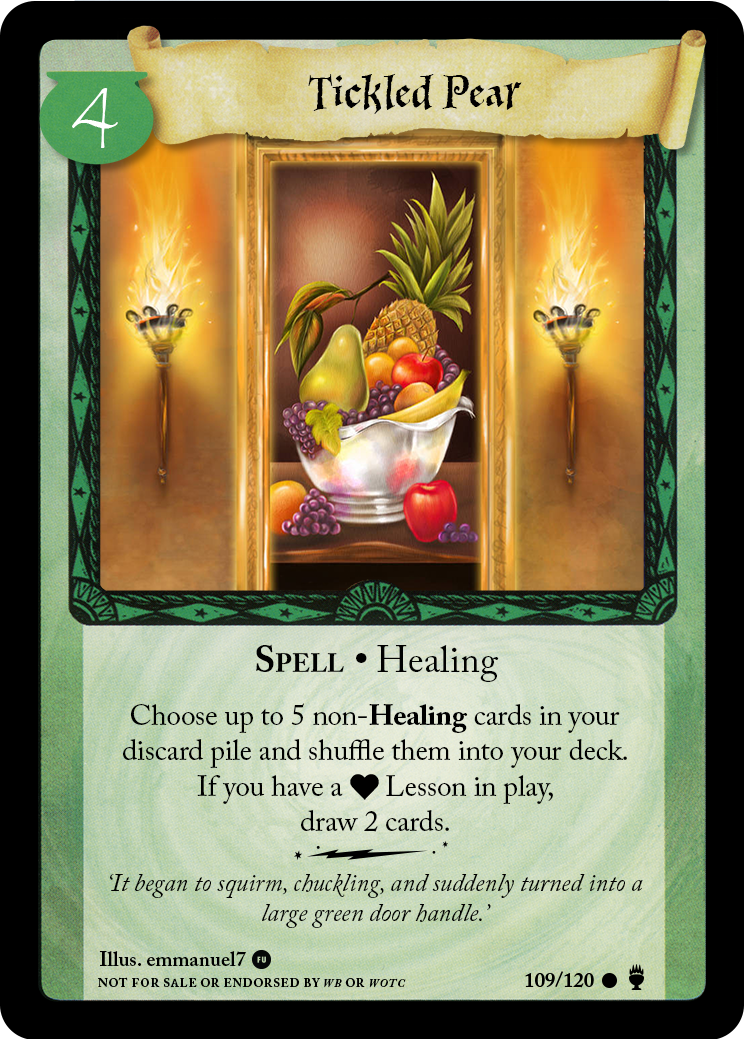 Tickled Pear
4
SPELL • Healing
Choose up to 5 non-Healing cards in your
discard pile and shuffle them into your deck.
If you have a ♥ Lesson in play,
draw 2 cards.
‘It began to squirm, chuckling, and suddenly turned into a
large green door handle.’
Illus. emmanuel7 FU
NOT FOR SALE OR ENDORSED BY WB OR WOTC
109/120